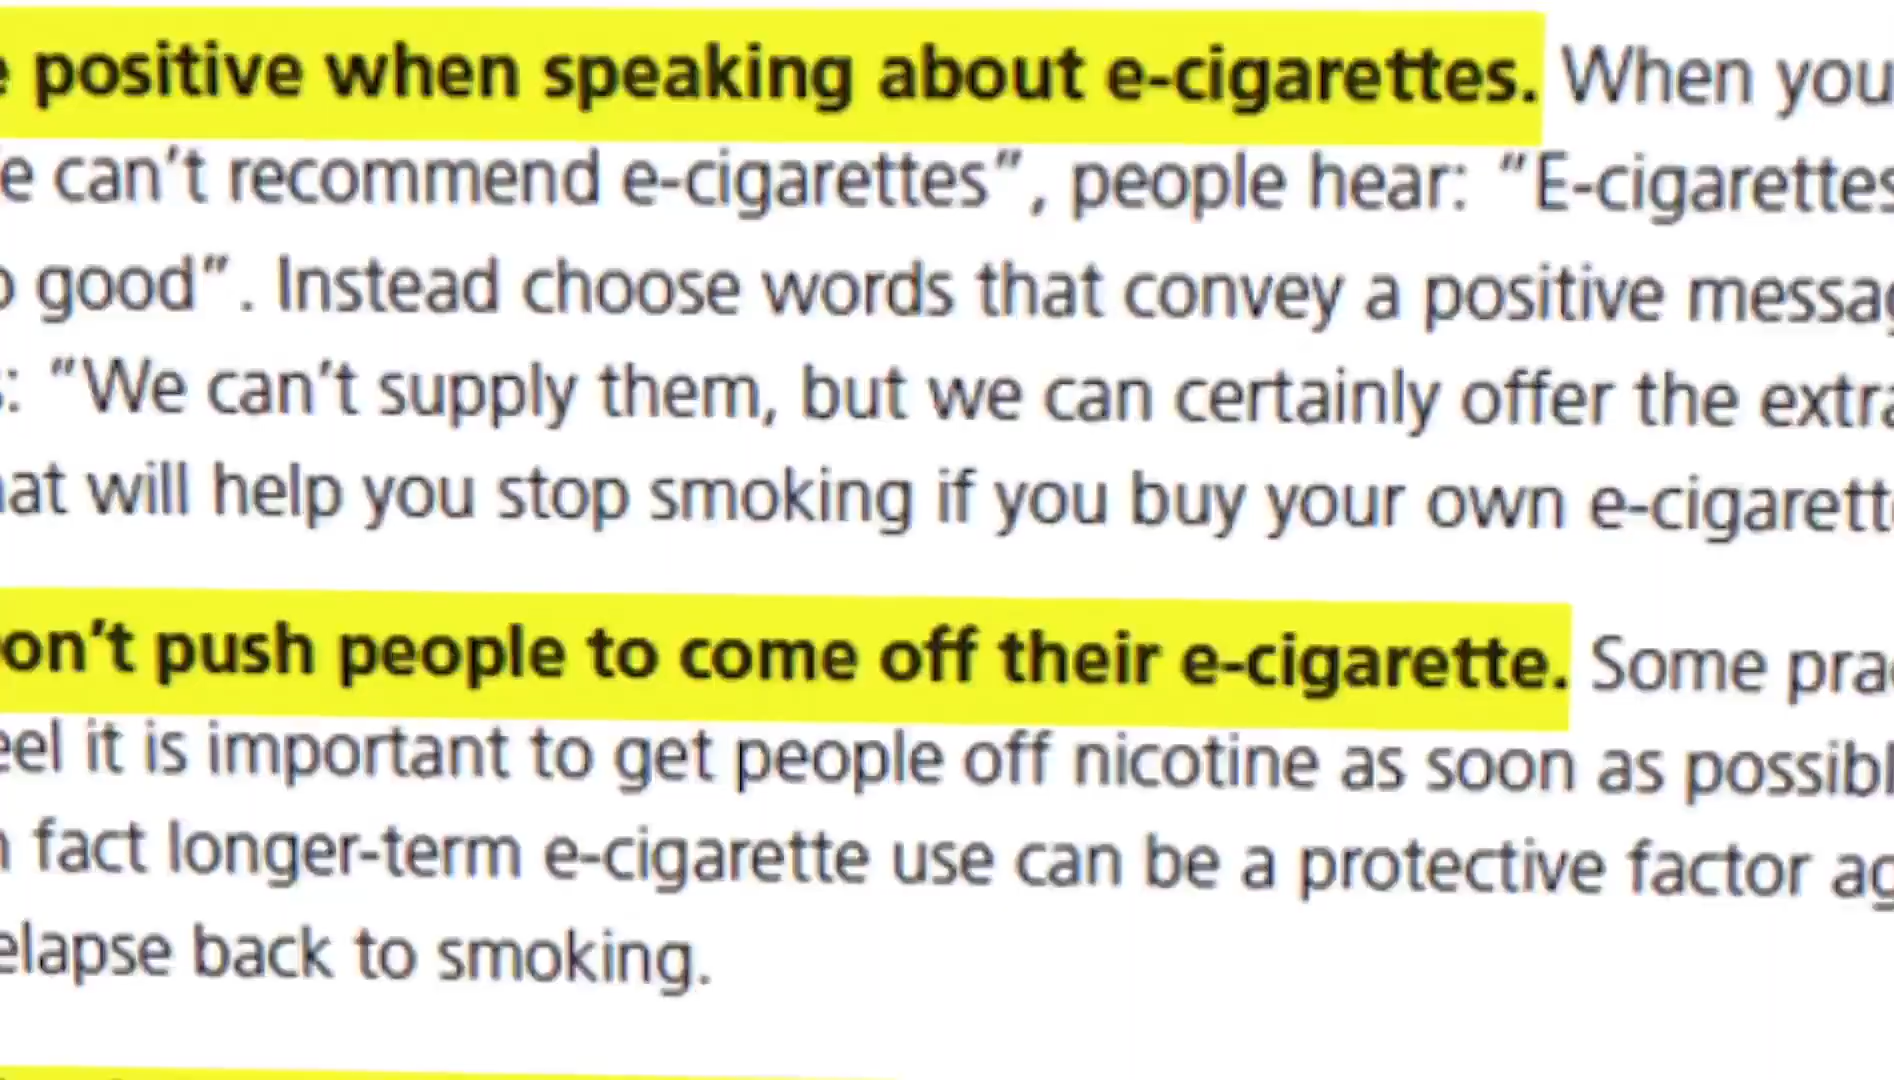 positive when speaking about e-cigarettes. When you
can't recommend e-cigarettes", people hear: "E-cigarettes
good". Instead choose words that convey a positive
"We can't supply them, but we can certainly offer the
will help you stop smoking if you buy your own
push people to come off their e-cigarette. Some
it is important to get people off nicotine as soon as
fact longer-term e-cigarette use can be a protective factor
back to smoking.